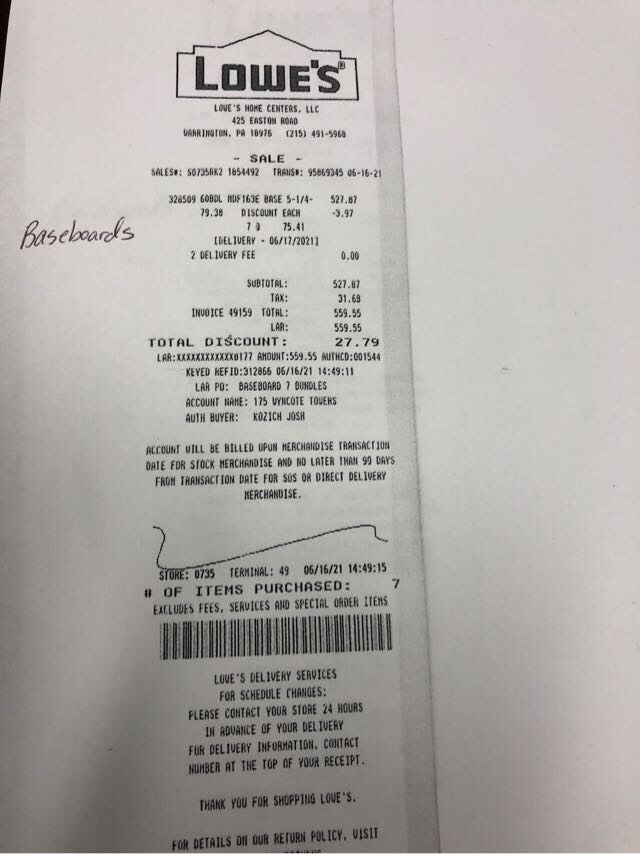 LOWE'S®
LOWE'S HOME CENTERS, LLC
425 EASTON ROAD
WARRINGTON, PA 18976 (215) 491-5968
- SALE -
SALES#: S0735AK2 1654492 TRANS#: 95869345 06-16-21
328509 60BDL MDF163E BASE 5-1/4- 527.87
79.38 DISCOUNT EACH -3.97
7 @ 75.41
[DELIVERY - 06/17/2021]
Baseboards
2 DELIVERY FEE 0.00
SUBTOTAL: 527.87
TAX: 31.68
INVOICE 49159 TOTAL: 559.55
LAR: 559.55
TOTAL DISCOUNT: 27.79
LAR:XXXXXXXXXXXX0177 AMOUNT:559.55 AUTHCD:001544
KEYED REFID:312866 06/16/21 14:49:11
LAR PO: BASEBOARD 7 BUNDLES
ACCOUNT NAME: 175 WYNCOTE TOWERS
AUTH BUYER: KOZICH JOSH
ACCOUNT WILL BE BILLED UPON MERCHANDISE TRANSACTION
DATE FOR STOCK MERCHANDISE AND NO LATER THAN 90 DAYS
FROM TRANSACTION DATE FOR SOS OR DIRECT DELIVERY
MERCHANDISE.
STORE: 0735 TERMINAL: 49 06/16/21 14:49:15
# OF ITEMS PURCHASED: 7
EXCLUDES FEES, SERVICES AND SPECIAL ORDER ITEMS
LOWE'S DELIVERY SERVICES
FOR SCHEDULE CHANGES:
PLEASE CONTACT YOUR STORE 24 HOURS
IN ADVANCE OF YOUR DELIVERY
FOR DELIVERY INFORMATION, CONTACT
NUMBER AT THE TOP OF YOUR RECEIPT.
THANK YOU FOR SHOPPING LOWE'S.
FOR DETAILS ON OUR RETURN POLICY, VISIT